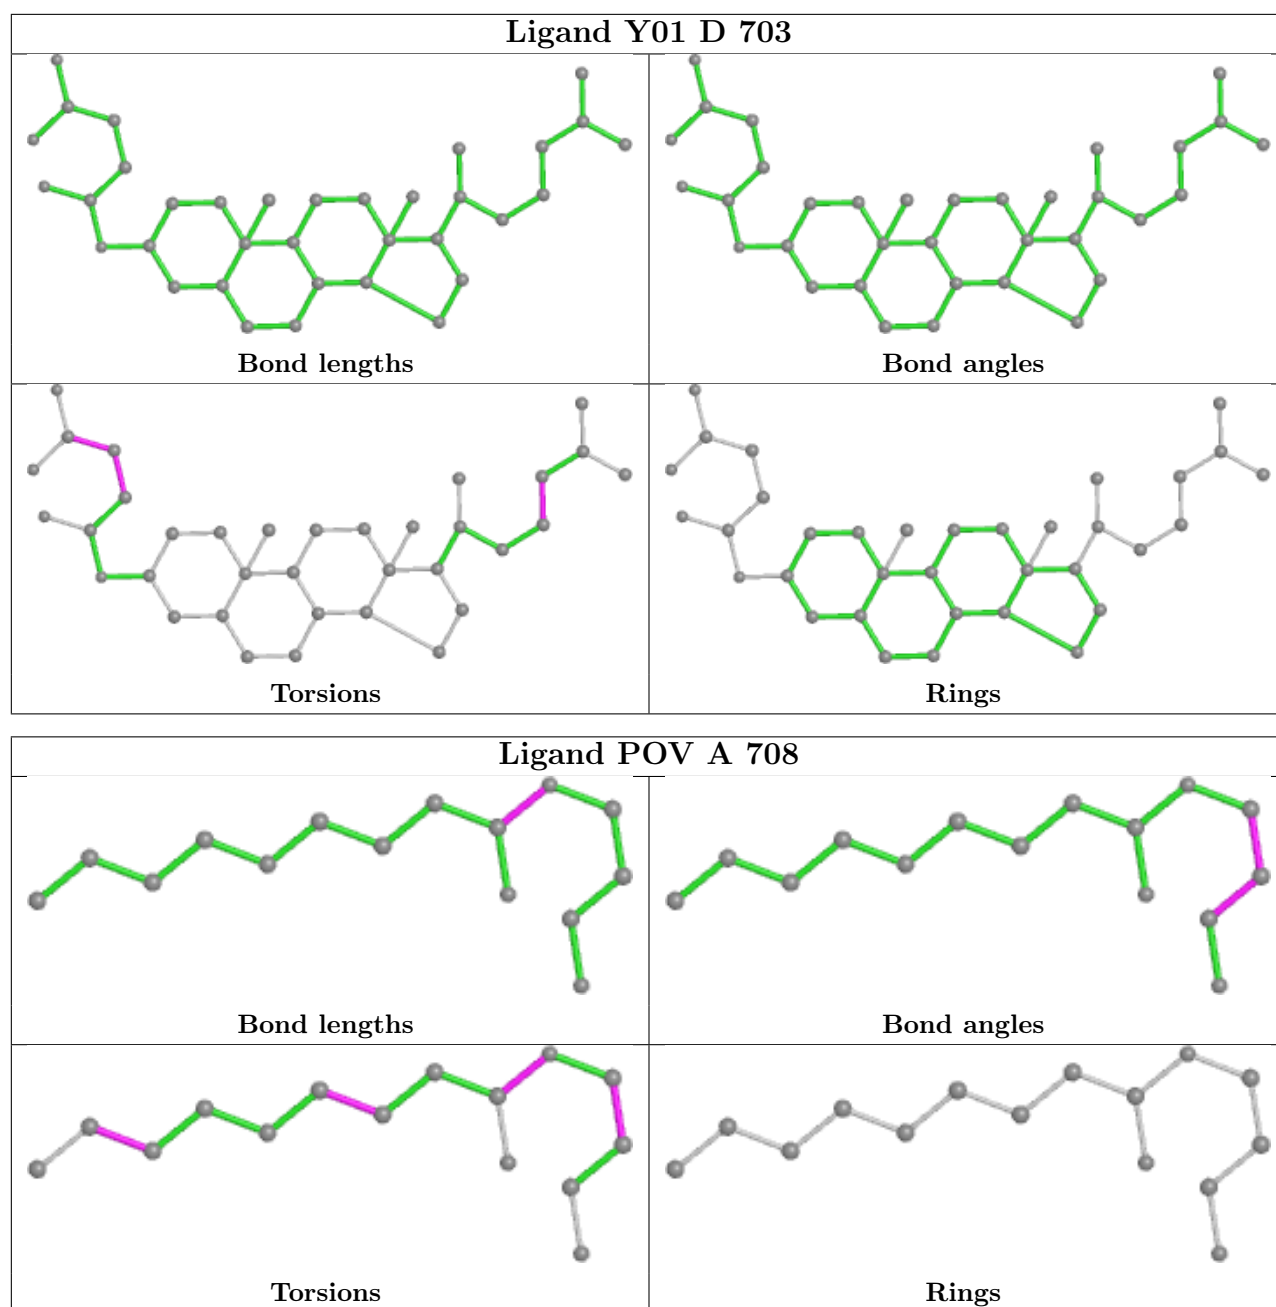 Ligand Y01 D 703
Bond lengths
Bond angles
Torsions
Rings
Ligand POV A 708
Bond lengths
Bond angles
Torsions
Rings